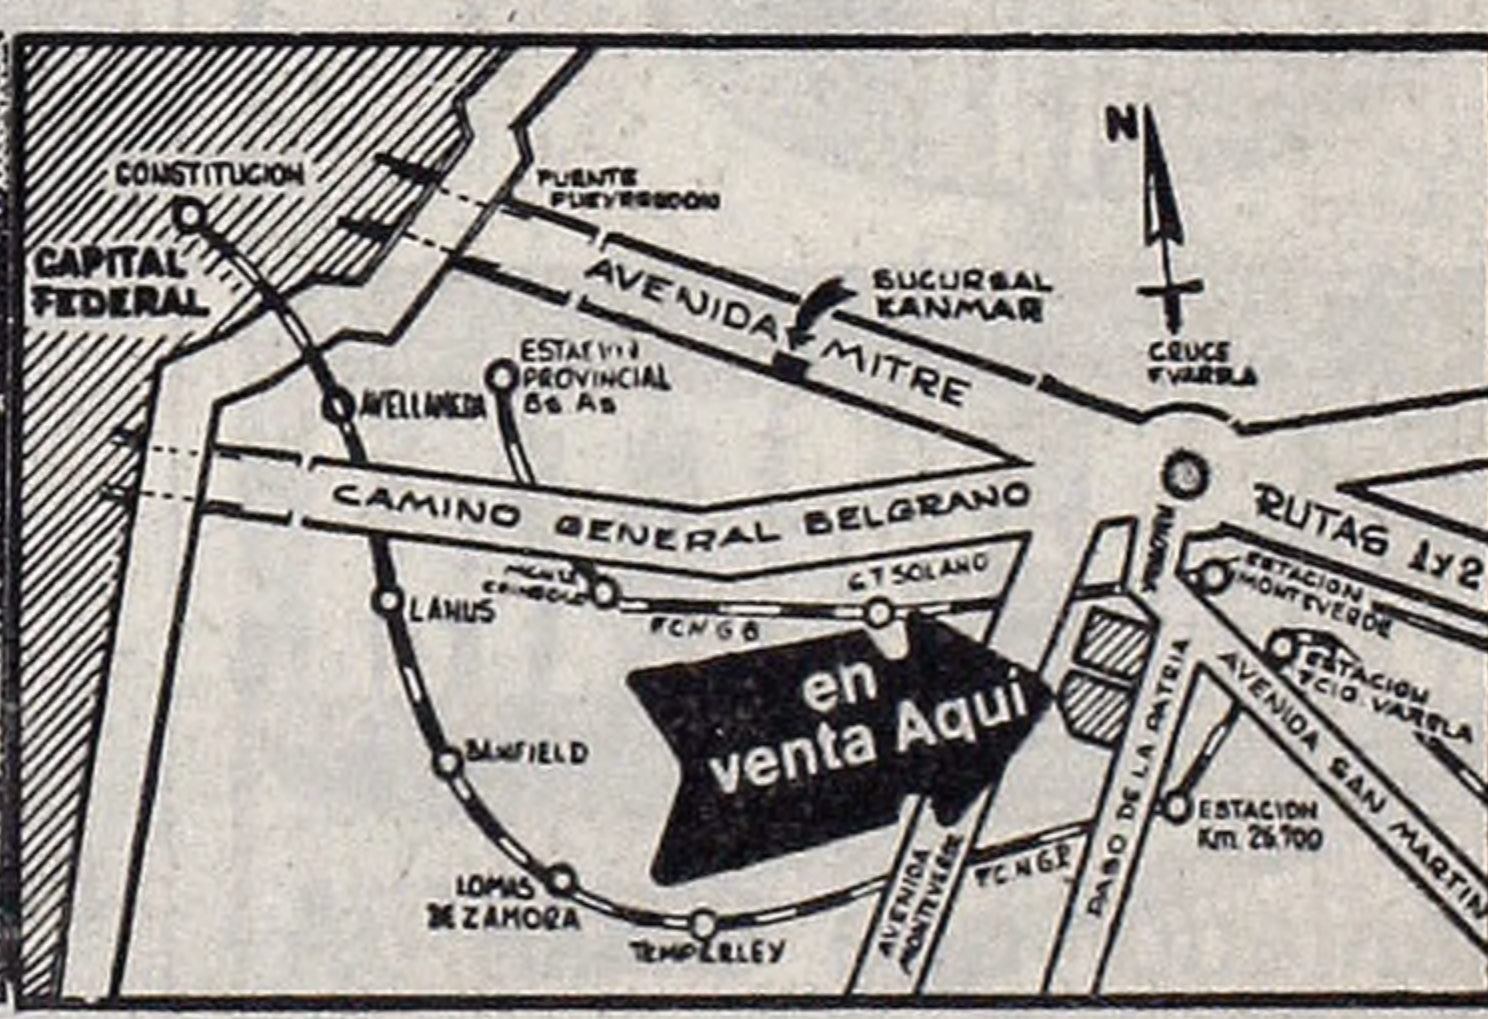 CONSTITUCION
CAPITAL
FEDERAL
PUENTE
PUEYRREDON
AVENIDA MITRE
SUCURSAL
KANMAR
N
CRUCE
F VARELA
ESTACION
PROVINCIAL
Bs As
AVELLANEDA
CAMINO GENERAL BELGRANO
RUTAS 1 y 2
ESTACION
MONTEVERDE
G T SOLANO
LANUS
F C N G B
en
venta Aquí
ESTACION
FCIO. VARELA
AVENIDA SAN MARTIN
PASO DE LA PATRIA
BANFIELD
ESTACION
Km. 26.700
LOMAS
DE ZAMORA
TEMPERLEY
AVENIDA
MONTEVERDE
F.C.N.G.P.